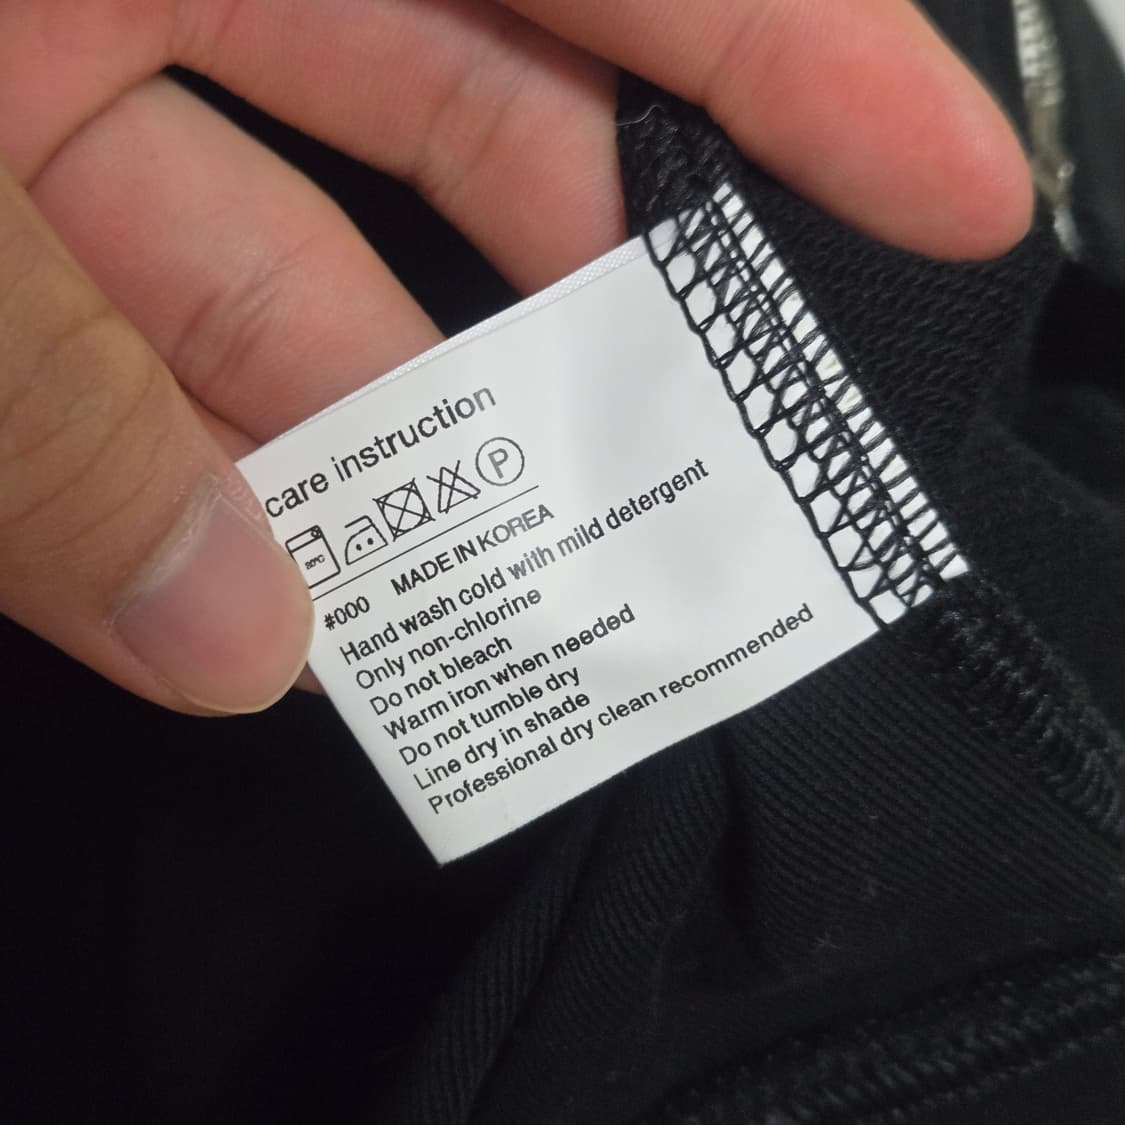 care instruction
P
#000 MADE IN KOREA
Hand wash cold with mild detergent
Only non-chlorine
Do not bleach
Warm iron when needed
Do not tumble dry
Line dry in shade
Professional dry clean recommended